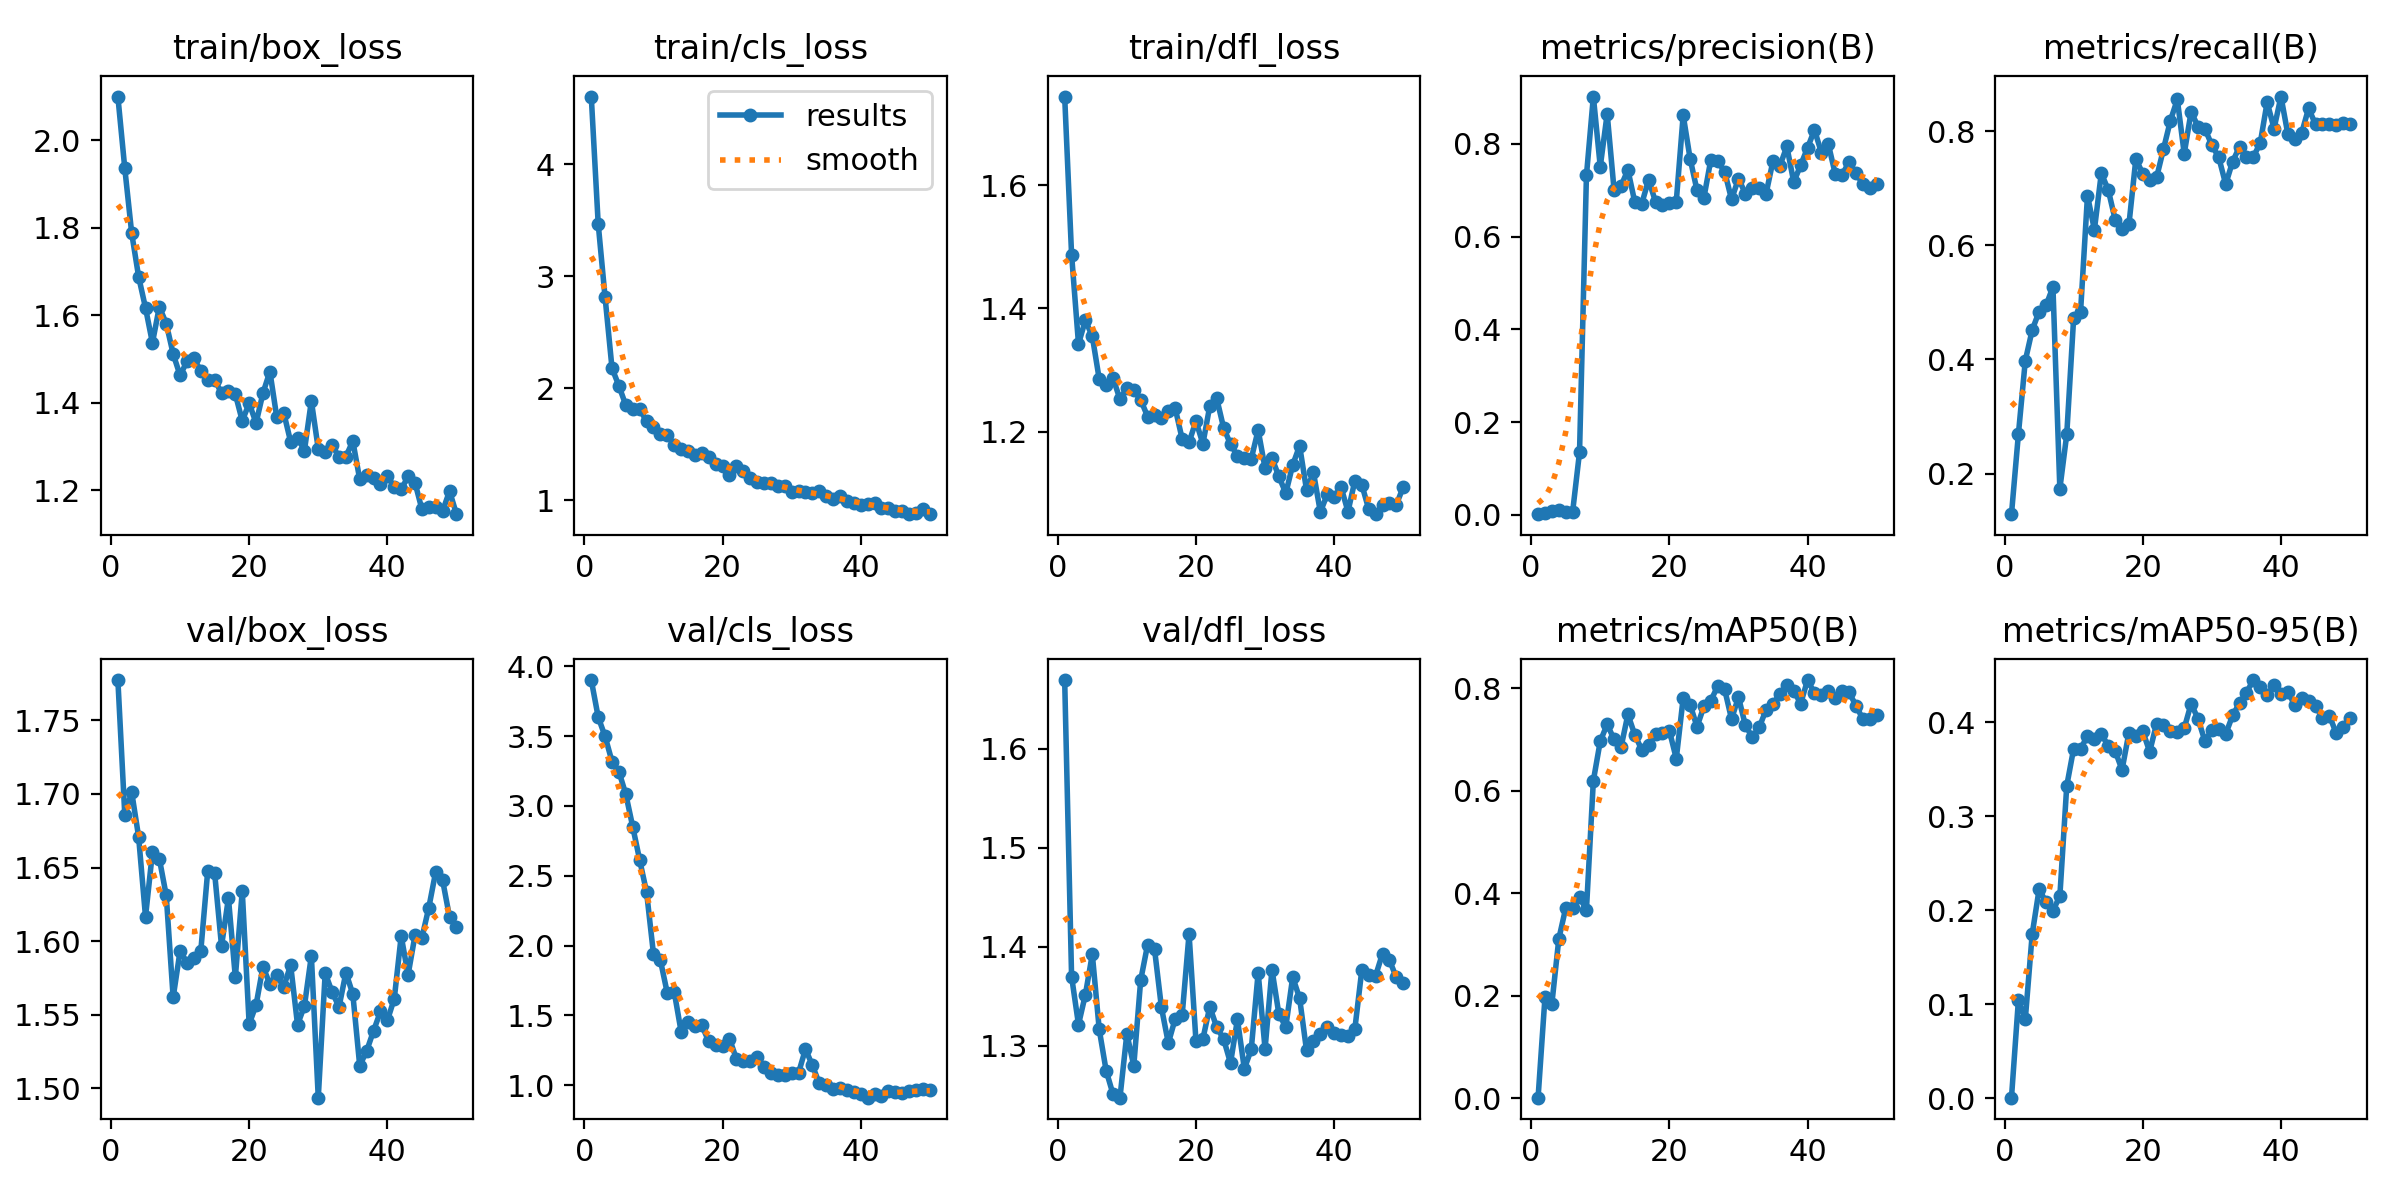 train/box_loss
2.0
1.8
1.6
1.4
1.2
0 20 40
train/cls_loss
results
smooth
4
3
2
1
0 20 40
train/dfl_loss
1.6
1.4
1.2
0 20 40
metrics/precision(B)
0.8
0.6
0.4
0.2
0.0
0 20 40
metrics/recall(B)
0.8
0.6
0.4
0.2
0 20 40
val/box_loss
1.75
1.70
1.65
1.60
1.55
1.50
0 20 40
val/cls_loss
4.0
3.5
3.0
2.5
2.0
1.5
1.0
0 20 40
val/dfl_loss
1.6
1.5
1.4
1.3
0 20 40
metrics/mAP50(B)
0.8
0.6
0.4
0.2
0.0
0 20 40
metrics/mAP50-95(B)
0.4
0.3
0.2
0.1
0.0
0 20 40